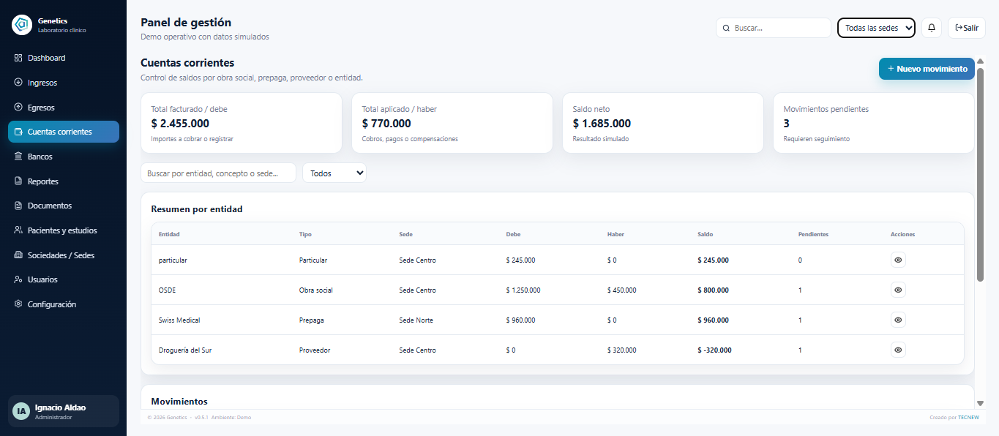 Genetics
Laboratorio clínico
Dashboard
Ingresos
Egresos
Cuentas corrientes
Bancos
Reportes
Documentos
Pacientes y estudios
Sociedades / Sedes
Usuarios
Configuración
IA
Ignacio Aldao
Administrador
Panel de gestión
Demo operativo con datos simulados
Buscar...
Todas las sedes
Salir
Cuentas corrientes
Control de saldos por obra social, prepaga, proveedor o entidad.
+ Nuevo movimiento
Total facturado / debe
$ 2.455.000
Importes a cobrar o registrar
Total aplicado / haber
$ 770.000
Cobros, pagos o compensaciones
Saldo neto
$ 1.685.000
Resultado simulado
Movimientos pendientes
3
Requieren seguimiento
Buscar por entidad, concepto o sede...
Todos
Resumen por entidad
Entidad Tipo Sede Debe Haber Saldo Pendientes Acciones
particular Particular Sede Centro $ 245.000 $ 0 $ 245.000 0
OSDE Obra social Sede Centro $ 1.250.000 $ 450.000 $ 800.000 1
Swiss Medical Prepaga Sede Norte $ 960.000 $ 0 $ 960.000 1
Droguería del Sur Proveedor Sede Centro $ 0 $ 320.000 $ -320.000 1
Movimientos
© 2026 Genetics - v0.5.1 Ambiente: Demo
Creado por TECNEW